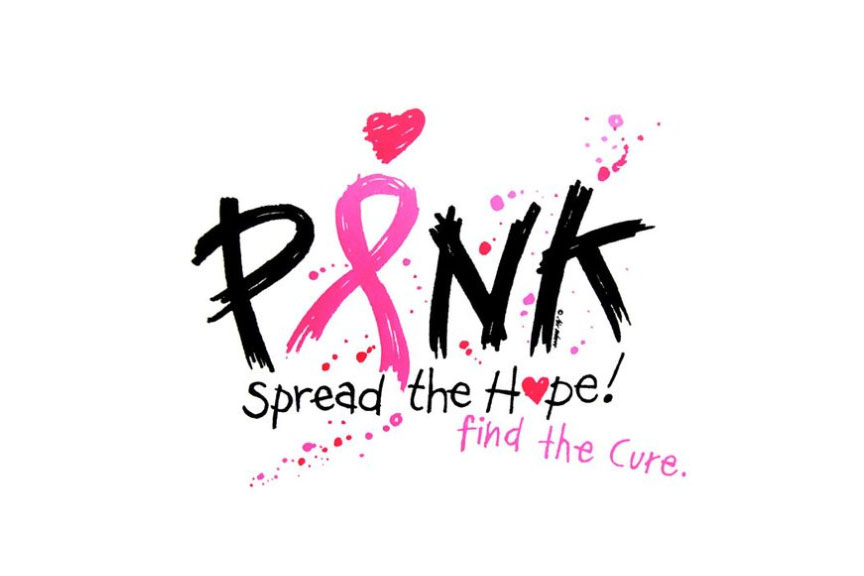 PINK
Spread the Hope!
find the Cure.